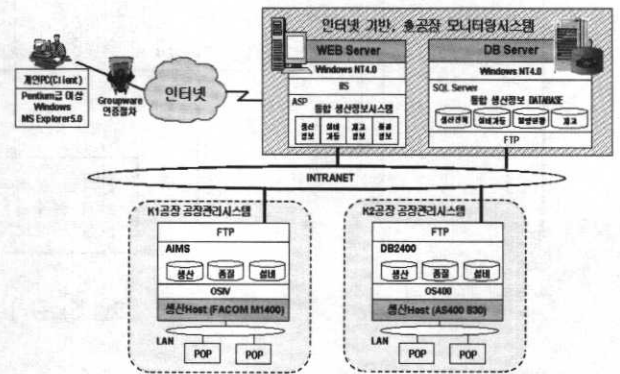 인터넷 기반, 홈공장 모니터링시스템
WEB Server
Windows NT4.0
IIS
ASP
통합 생산정보시스템
생산 정보
설비 가동
재고 정보
품질 정보
DB Server
Windows NT4.0
SQL Server
통합 생산정보 DATABASE
생산전체
설비가동
불량현황
재고
FTP
개인PC(Client)
Pentium급 이상
Windows
MS Explorer5.0
Groupware
인증절차
인터넷
INTRANET
K1공장 공장관리시스템
FTP
AIMS
생산
품질
설비
OSIV
생산Host (FACOM M1400)
LAN
POP
POP
K2공장 공장관리시스템
FTP
DB2400
생산
품질
설비
OS400
생산Host (AS400 830)
LAN
POP
POP